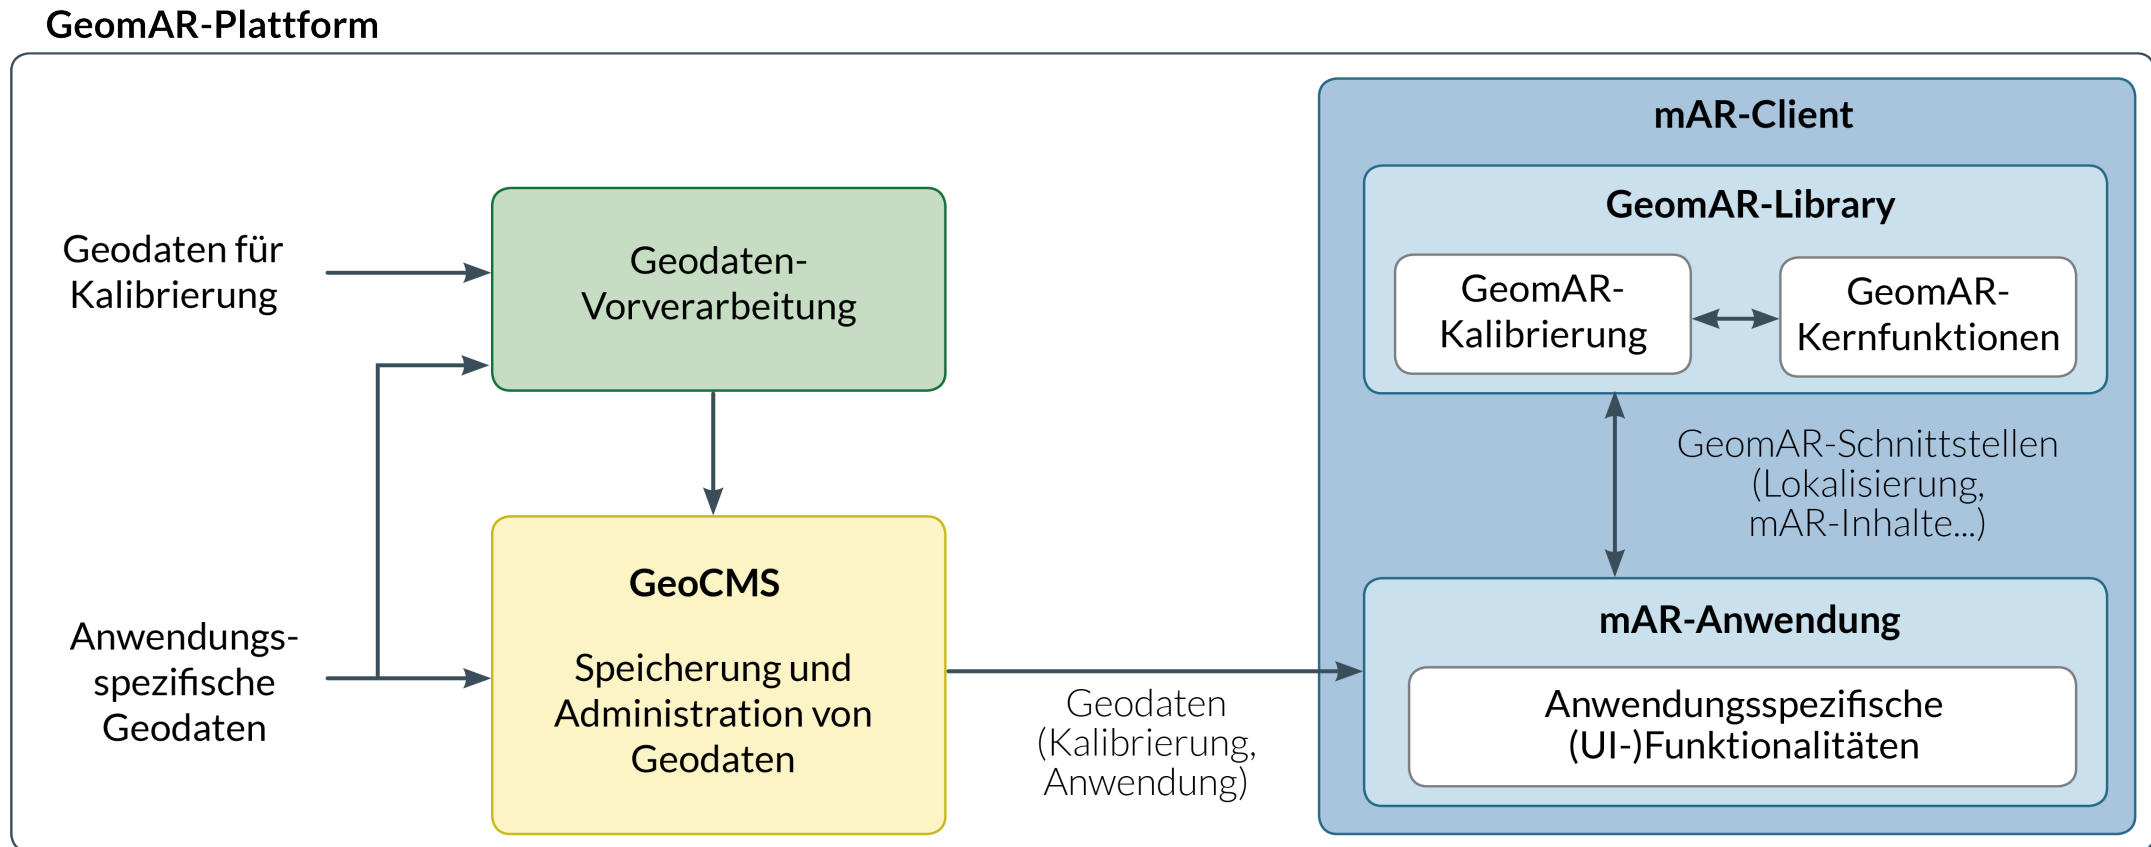 GeomAR-Plattform
Geodaten für
Kalibrierung
Anwendungs-
spezifische
Geodaten
Geodaten-
Vorverarbeitung
GeoCMS
Speicherung und
Administration von
Geodaten
Geodaten
(Kalibrierung,
Anwendung)
mAR-Client
GeomAR-Library
GeomAR-
Kalibrierung
GeomAR-
Kernfunktionen
GeomAR-Schnittstellen
(Lokalisierung,
mAR-Inhalte...)
mAR-Anwendung
Anwendungsspezifische
(UI-)Funktionalitäten